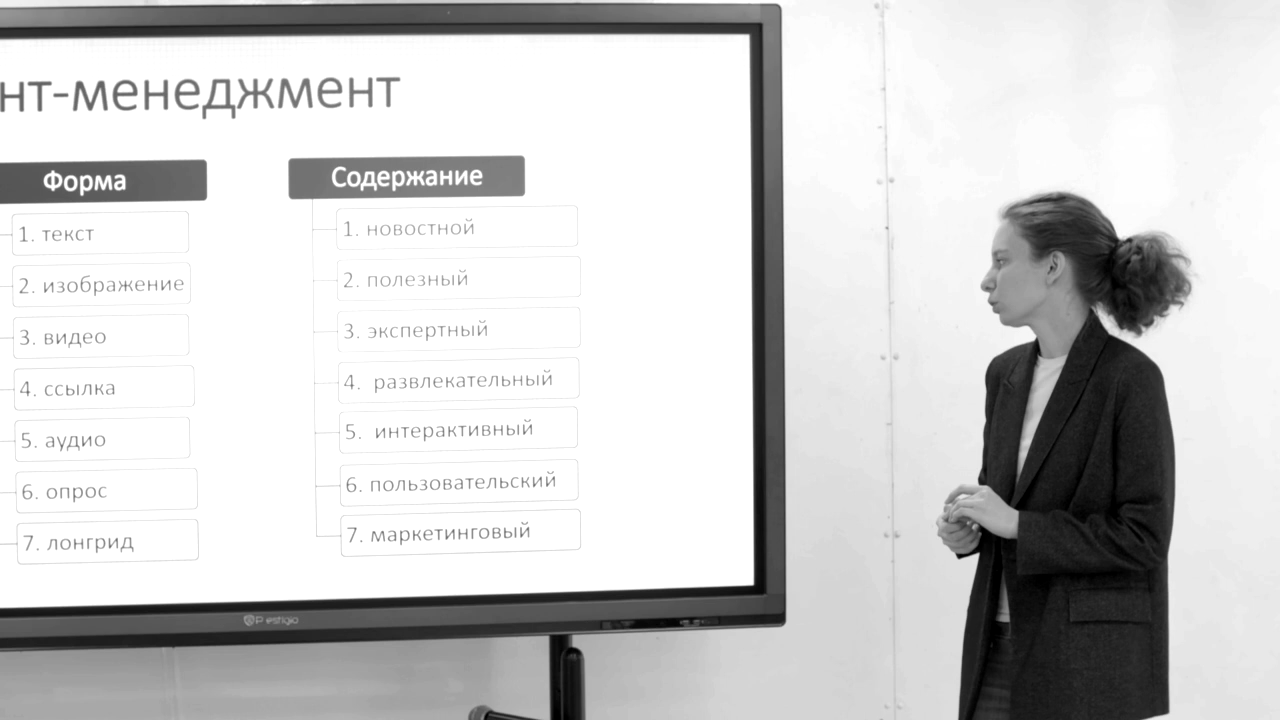 нт-менеджмент
Форма
1. текст
2. изображение
3. видео
4. ссылка
5. аудио
6. опрос
7. лонгрид
Содержание
1. новостной
2. полезный
3. экспертный
4. развлекательный
5. интерактивный
6. пользовательский
7. маркетинговый
Prestigio